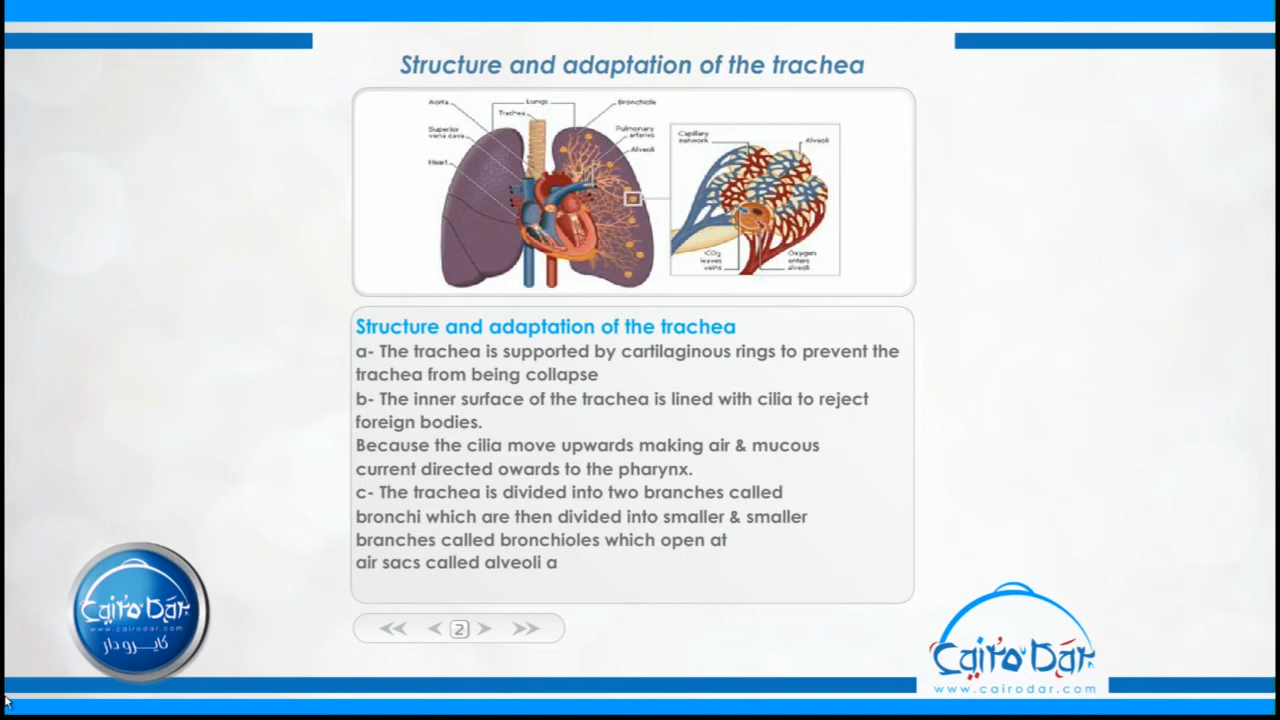 Structure and adaptation of the trachea
Aorta
Lungs
Bronchiole
Trachea
Superior
vena cava
Pulmonary
arteries
Heart
Alveoli
Capillary
network
Alveoli
CO2
leaves
veins
Oxygen
enters
alveoli
Structure and adaptation of the trachea
a- The trachea is supported by cartilaginous rings to prevent the
trachea from being collapse
b- The inner surface of the trachea is lined with cilia to reject
foreign bodies.
Because the cilia move upwards making air & mucous
current directed owards to the pharynx.
c- The trachea is divided into two branches called
bronchi which are then divided into smaller & smaller
branches called bronchioles which open at
air sacs called alveoli a
2
Cairo Dar
www.cairodar.com
كايرو دار
Cairo Dar
www.cairodar.com